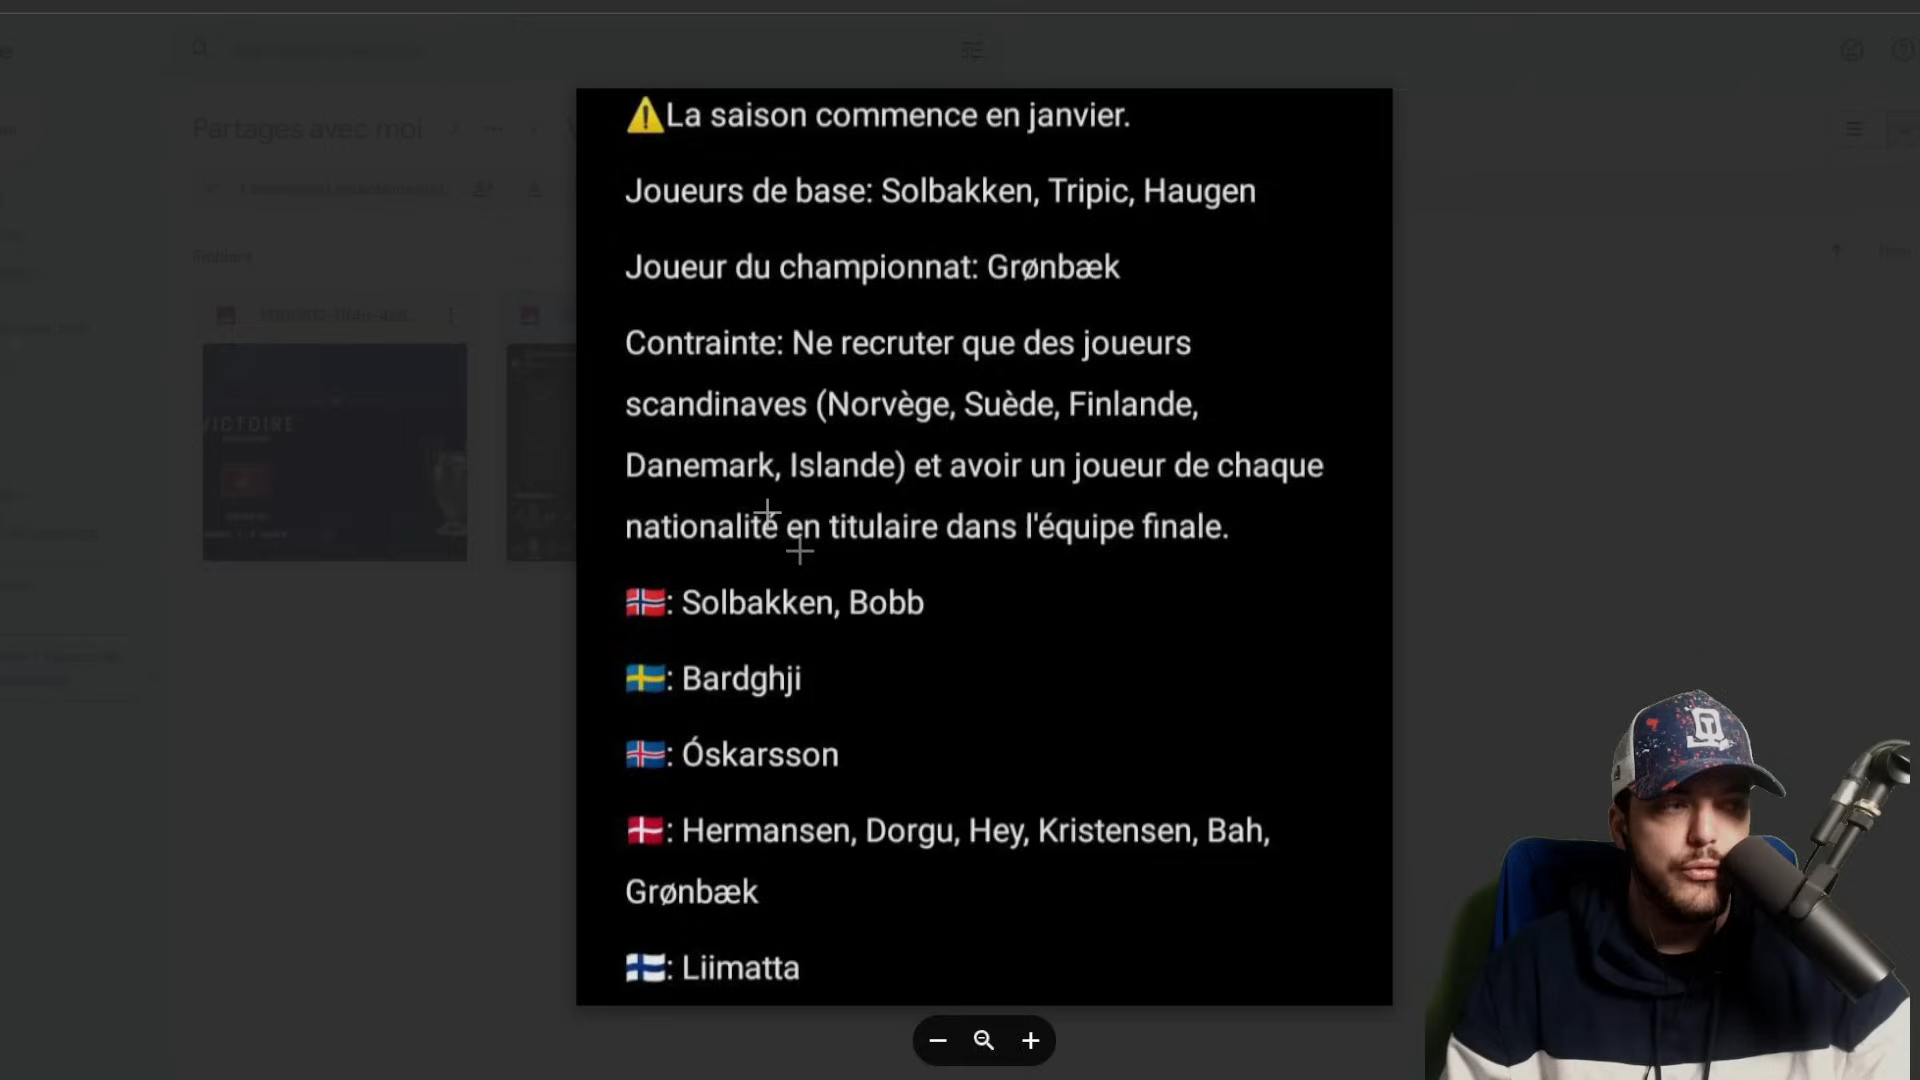 Partages avec moi
Fichiers
VICTOIRE
⚠️La saison commence en janvier.
Joueurs de base: Solbakken, Tripic, Haugen
Joueur du championnat: Grønbæk
Contrainte: Ne recruter que des joueurs
scandinaves (Norvège, Suède, Finlande,
Danemark, Islande) et avoir un joueur de chaque
nationalité en titulaire dans l'équipe finale.
🇳🇴: Solbakken, Bobb
🇸🇪: Bardghji
🇮🇸: Óskarsson
🇩🇰: Hermansen, Dorgu, Hey, Kristensen, Bah,
Grønbæk
🇫🇮: Liimatta